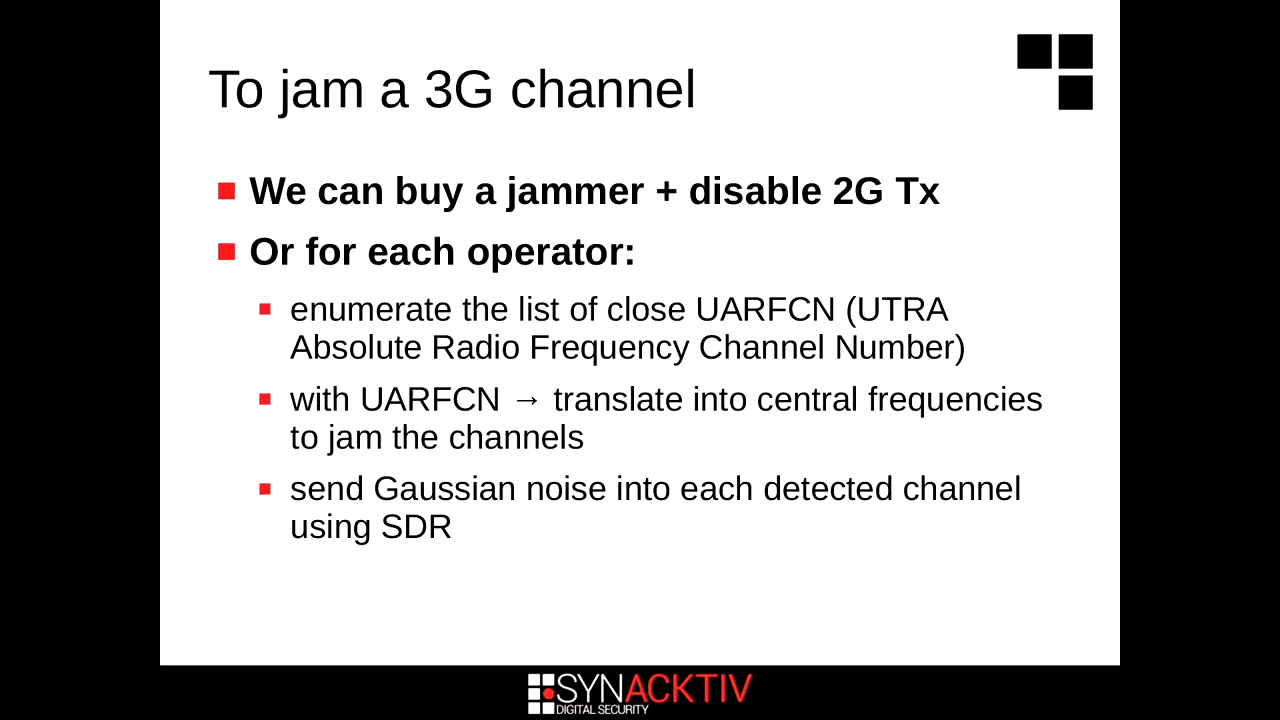 To jam a 3G channel
We can buy a jammer + disable 2G Tx
Or for each operator:
enumerate the list of close UARFCN (UTRA
Absolute Radio Frequency Channel Number)
with UARFCN → translate into central frequencies
to jam the channels
send Gaussian noise into each detected channel
using SDR
SYNACKTIV
DIGITAL SECURITY